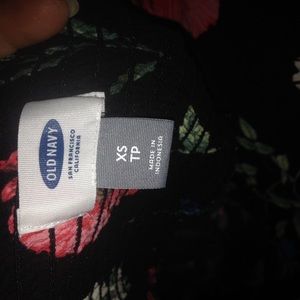 OLD NAVY
SAN FRANCISCO
CALIFORNIA
XS
TP
MADE IN
INDONESIA